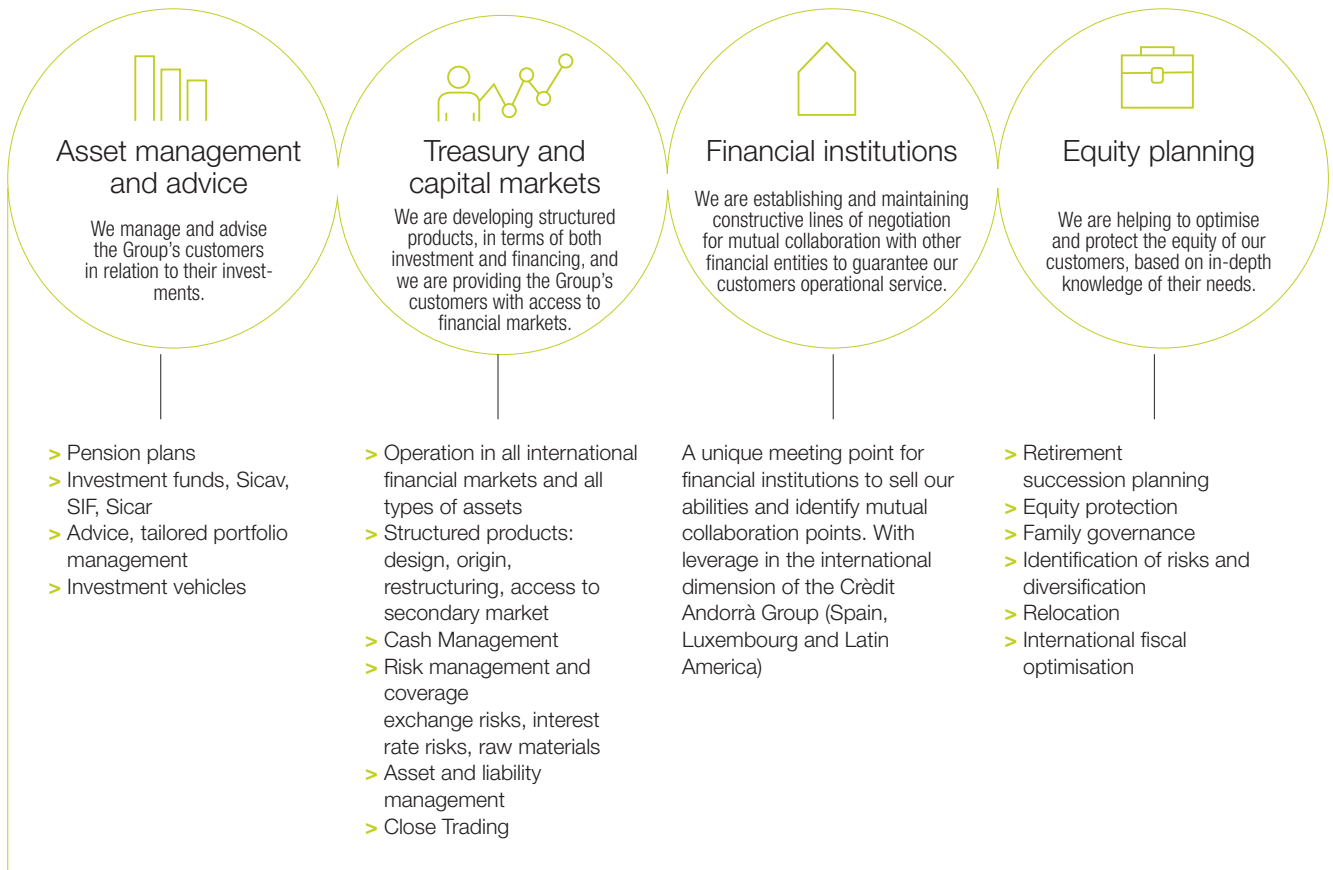 Asset management
and advice
We manage and advise
the Group's customers
in relation to their invest-
ments.
> Pension plans
> Investment funds, Sicav,
SIF, Sicar
> Advice, tailored portfolio
management
> Investment vehicles
Treasury and
capital markets
We are developing structured
products, in terms of both
investment and financing, and
we are providing the Group's
customers with access to
financial markets.
> Operation in all international
financial markets and all
types of assets
> Structured products:
design, origin,
restructuring, access to
secondary market
> Cash Management
> Risk management and
coverage
exchange risks, interest
rate risks, raw materials
> Asset and liability
management
> Close Trading
Financial institutions
We are establishing and maintaining
constructive lines of negotiation
for mutual collaboration with other
financial entities to guarantee our
customers operational service.
A unique meeting point for
financial institutions to sell our
abilities and identify mutual
collaboration points. With
leverage in the international
dimension of the Crèdit
Andorrà Group (Spain,
Luxembourg and Latin
America)
Equity planning
We are helping to optimise
and protect the equity of our
customers, based on in-depth
knowledge of their needs.
> Retirement
succession planning
> Equity protection
> Family governance
> Identification of risks and
diversification
> Relocation
> International fiscal
optimisation